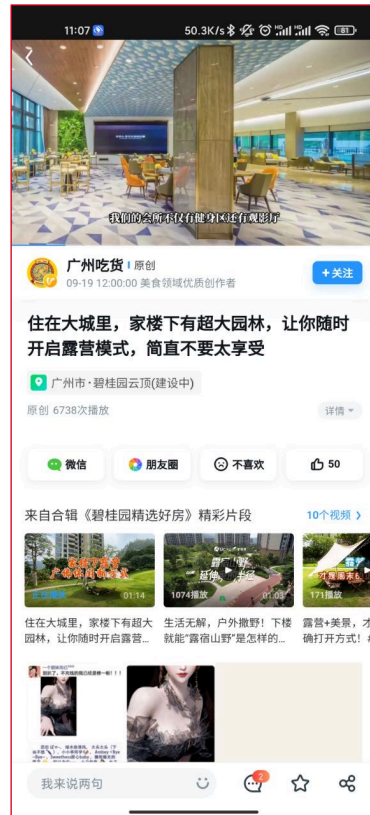 11:07
50.3K/s
81
我们的会所不仅有健身区还有观影厅
广州吃货
原创
09-19 12:00:00 美食领域优质创作者
+关注
住在大城里，家楼下有超大园林，让你随时
开启露营模式，简直不要太享受
广州市·碧桂园云顶(建设中)
原创 6738次播放
详情
微信
朋友圈
不喜欢
50
来自合辑《碧桂园精选好房》精彩片段
10个视频
01:14
1074播放
01:03
171播放
住在大城里，家楼下有超大
园林，让你随时开启露营...
生活无解，户外撒野！下楼
就能“露宿山野”是怎样的...
露营+美景，才
确打开方式！#
我来说两句
2